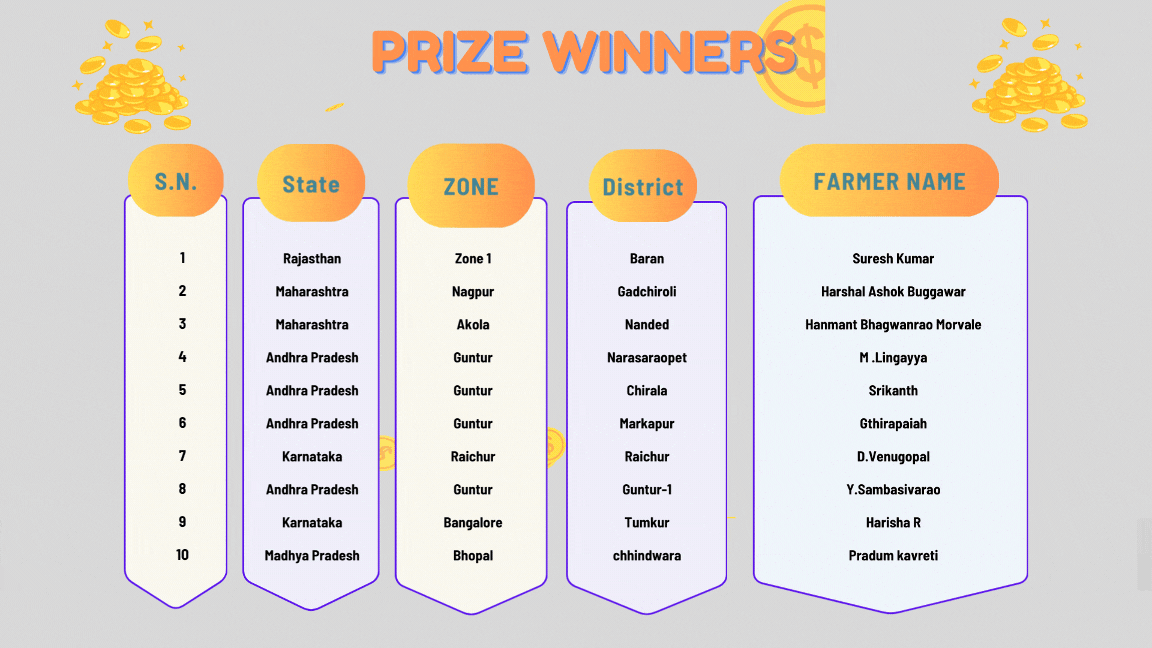 PRIZE WINNERS
S.N. State ZONE District FARMER NAME
1 Rajasthan Zone 1 Baran Suresh Kumar
2 Maharashtra Nagpur Gadchiroli Harshal Ashok Buggawar
3 Maharashtra Akola Nanded Hanmant Bhagwanrao Morvale
4 Andhra Pradesh Guntur Narasaraopet M .Lingayya
5 Andhra Pradesh Guntur Chirala Srikanth
6 Andhra Pradesh Guntur Markapur Gthirapaiah
7 Karnataka Raichur Raichur D.Venugopal
8 Andhra Pradesh Guntur Guntur-1 Y.Sambasivarao
9 Karnataka Bangalore Tumkur Harisha R
10 Madhya Pradesh Bhopal chhindwara Pradum kavreti